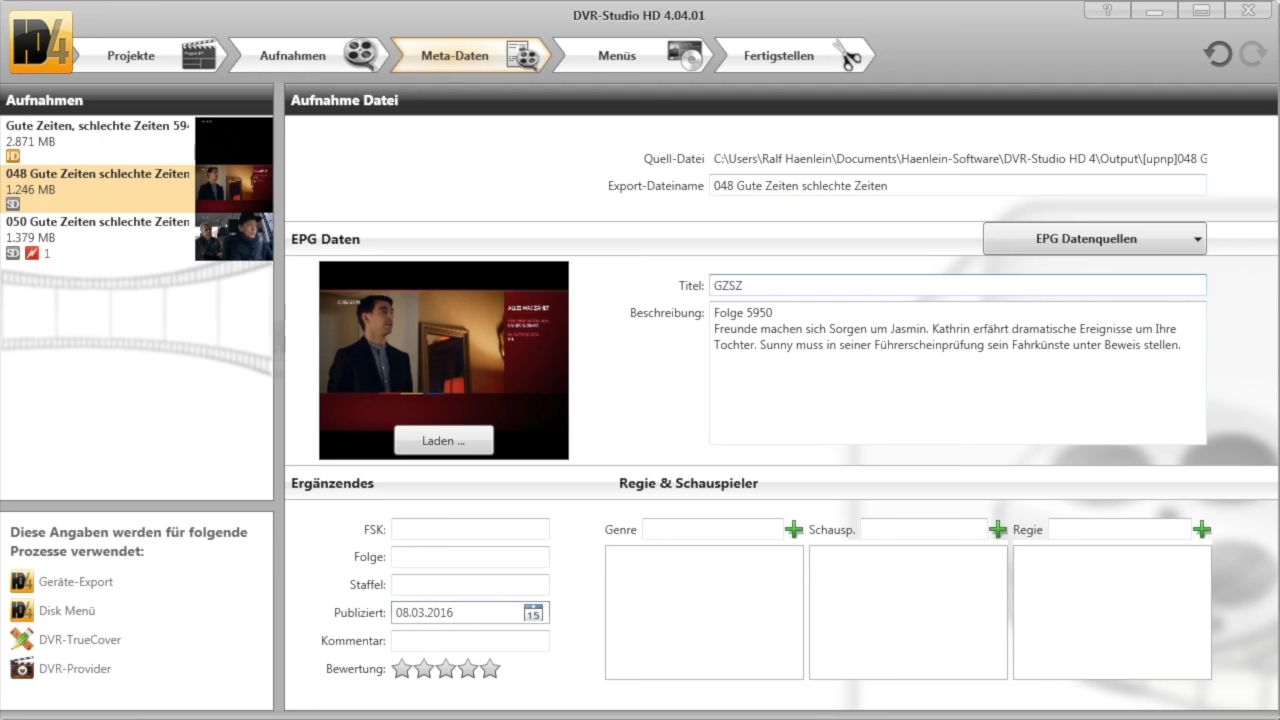 DVR-Studio HD 4.04.01
HD4
Projekte
Aufnahmen
Meta-Daten
Menüs
Fertigstellen
Aufnahmen
Gute Zeiten, schlechte Zeiten 594
2.871 MB
HD
048 Gute Zeiten schlechte Zeiten
1.246 MB
SD
050 Gute Zeiten schlechte Zeiten
1.379 MB
SD 1
Diese Angaben werden für folgende
Prozesse verwendet:
HD4 Geräte-Export
HD4 Disk Menü
DVR-TrueCover
DVR-Provider
Aufnahme Datei
Quell-Datei C:\Users\Ralf Haenlein\Documents\Haenlein-Software\DVR-Studio HD 4\Output\[upnp]048 G
Export-Dateiname 048 Gute Zeiten schlechte Zeiten
EPG Daten
EPG Datenquellen
ALLES WAS ZÄHLT
Laden ...
Titel: GZSZ
Beschreibung: Folge 5950
Freunde machen sich Sorgen um Jasmin. Kathrin erfährt dramatische Ereignisse um Ihre
Tochter. Sunny muss in seiner Führerscheinprüfung sein Fahrkünste unter Beweis stellen.
Ergänzendes
FSK:
Folge:
Staffel:
Publiziert: 08.03.2016 15
Kommentar:
Bewertung:
Regie & Schauspieler
Genre
Schausp.
Regie